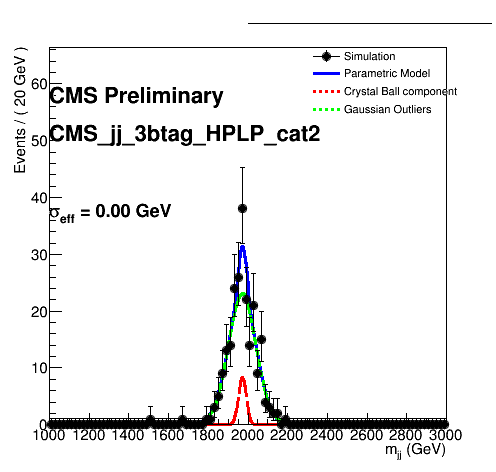 Simulation
Parametric Model
Crystal Ball component
Gaussian Outliers
CMS Preliminary
CMS_jj_3btag_HPLP_cat2
σeff = 0.00 GeV
Events / ( 20 GeV )
60
50
40
30
20
10
0
1000 1200 1400 1600 1800 2000 2200 2400 2600 2800 3000
mjj (GeV)